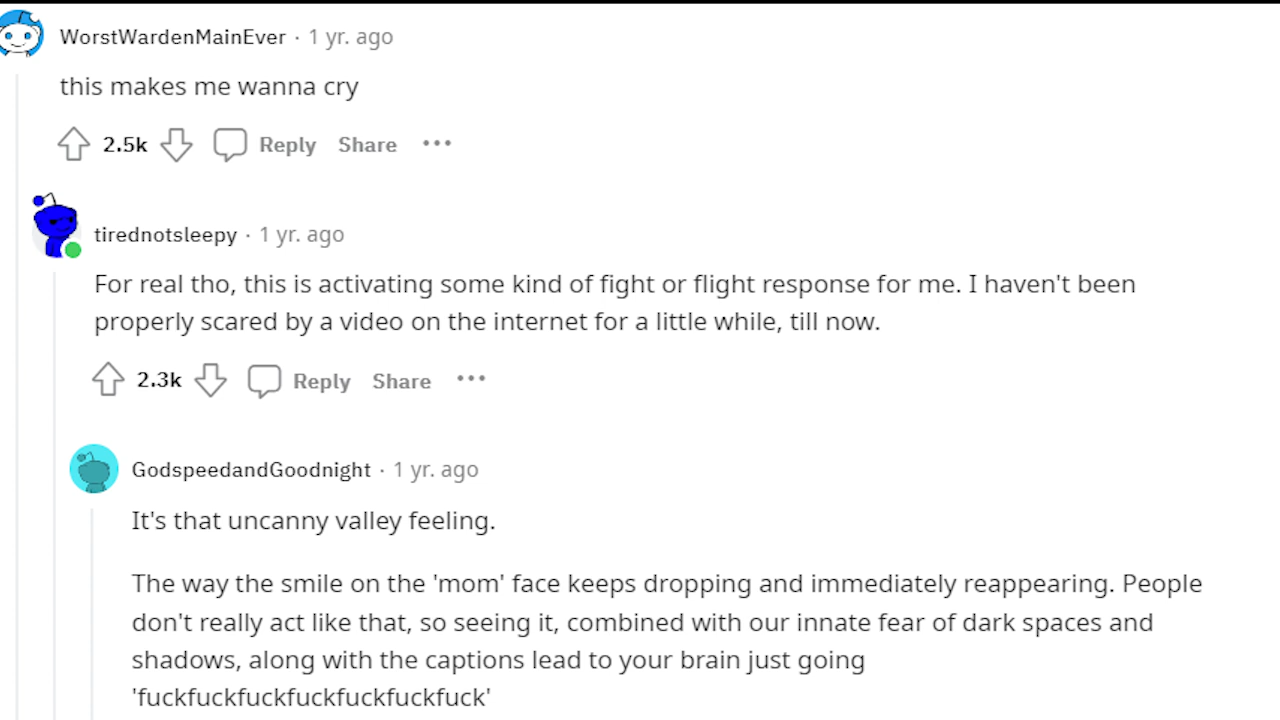 WorstWardenMainEver · 1 yr. ago
this makes me wanna cry
2.5k Reply Share ···
tirednotsleepy · 1 yr. ago
For real tho, this is activating some kind of fight or flight response for me. I haven't been
properly scared by a video on the internet for a little while, till now.
2.3k Reply Share ···
GodspeedandGoodnight · 1 yr. ago
It's that uncanny valley feeling.
The way the smile on the 'mom' face keeps dropping and immediately reappearing. People
don't really act like that, so seeing it, combined with our innate fear of dark spaces and
shadows, along with the captions lead to your brain just going
'fuckfuckfuckfuckfuckfuckfuck'